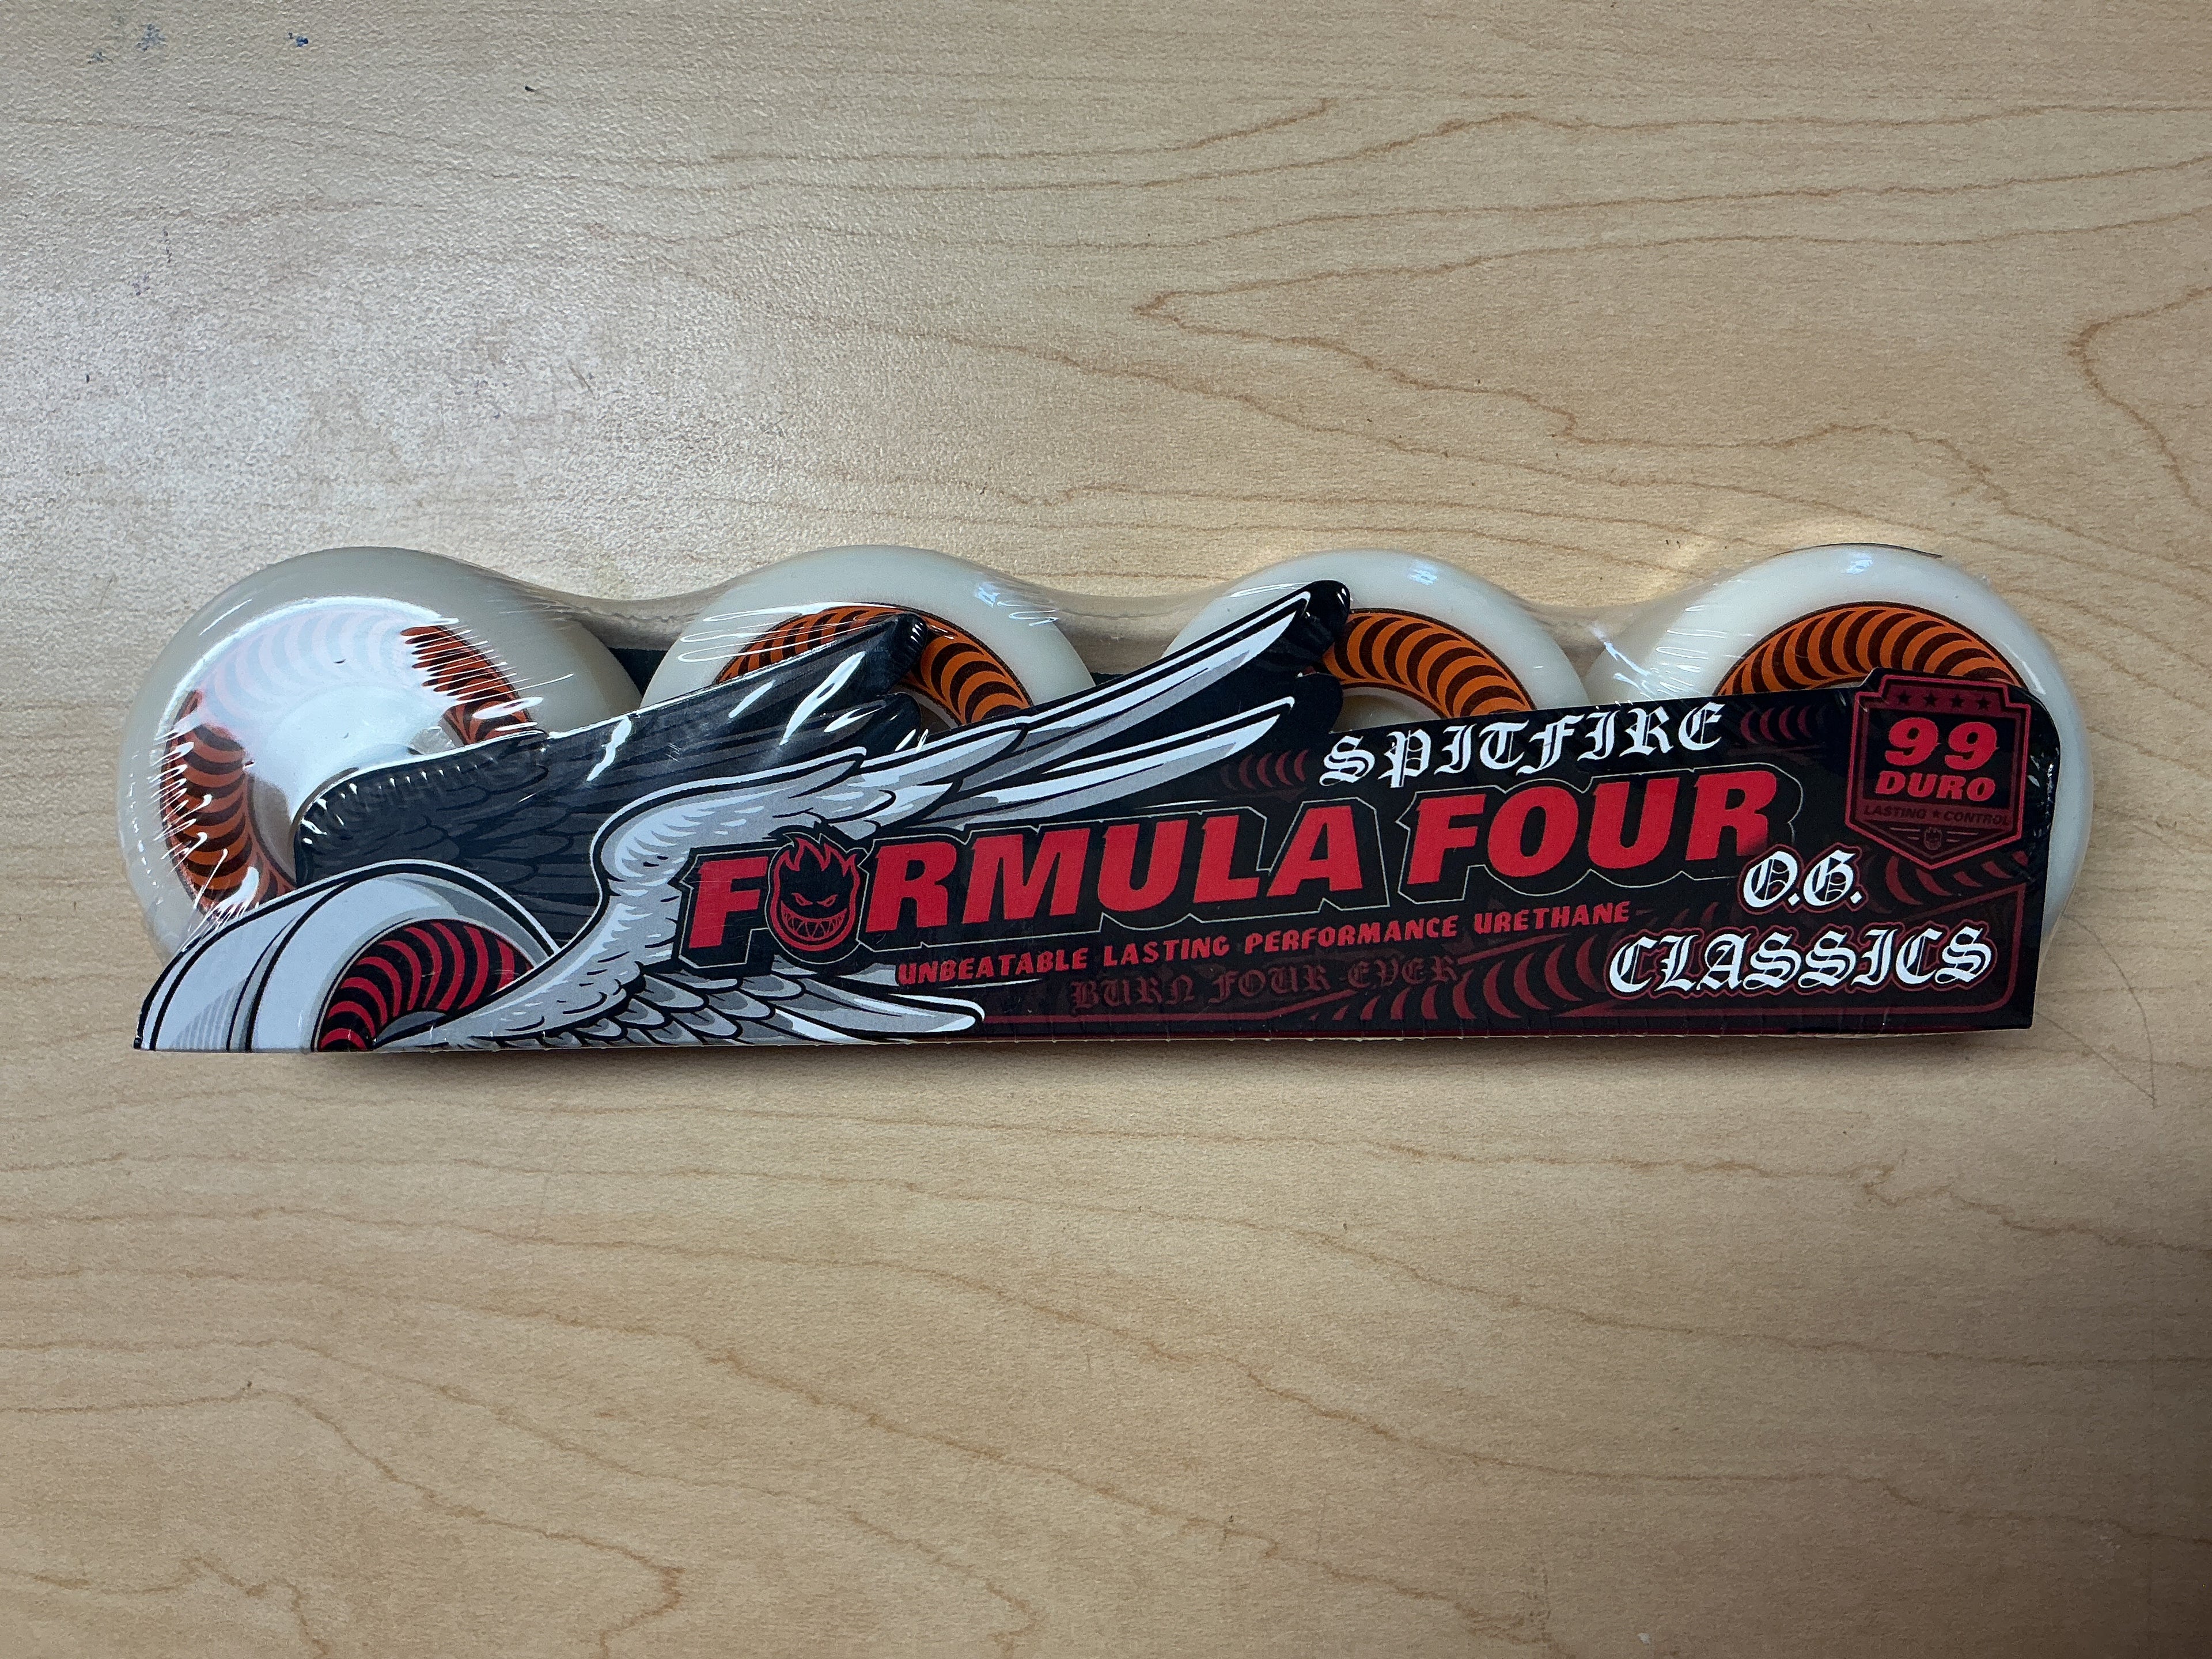 SPITFIRE
FORMULA FOUR
UNBEATABLE LASTING PERFORMANCE URETHANE
BURN FOUR-EVER
99
DURO
LASTING ★ CONTROL
O.G.
CLASSICS